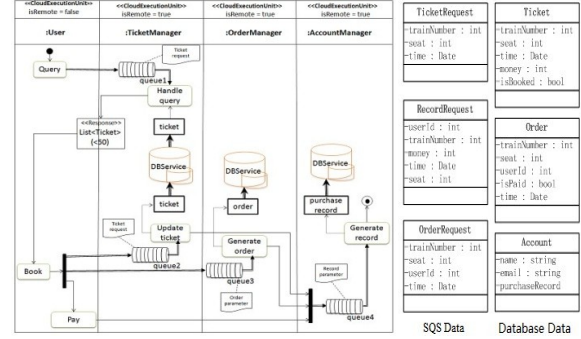 <<CloudExecutionUnit>>
isRemote = false
<<CloudExecutionUnit>>
isRemote = true
<<CloudExecutionUnit>>
isRemote = true
<<CloudExecutionUnit>>
isRemote = true
:User
:TicketManager
:OrderManager
:AccountManager
Query
Ticket
request
queue1
Handle
query
<<Response>>
List<Ticket>
(<50)
ticket
DBService
DBService
DBService
ticket
order
purchase
record
Ticket
request
Update
ticket
queue2
Generate
order
Generate
record
Book
queue3
Order
parameter
Record
parameter
queue4
Pay
TicketRequest
-trainNumber : int
-seat : int
-time : Date
Ticket
-trainNumber : int
-seat : int
-time : Date
-money : int
-isBooked : bool
RecordRequest
-userId : int
-trainNumber : int
-money : int
-time : Date
-seat : int
Order
-trainNumber : int
-seat : int
-userId : int
-isPaid : bool
-time : Date
OrderRequest
-trainNumber : int
-seat : int
-userId : int
-time : Date
Account
-name : string
-email : string
-purchaseRecord
SQS Data
Database Data